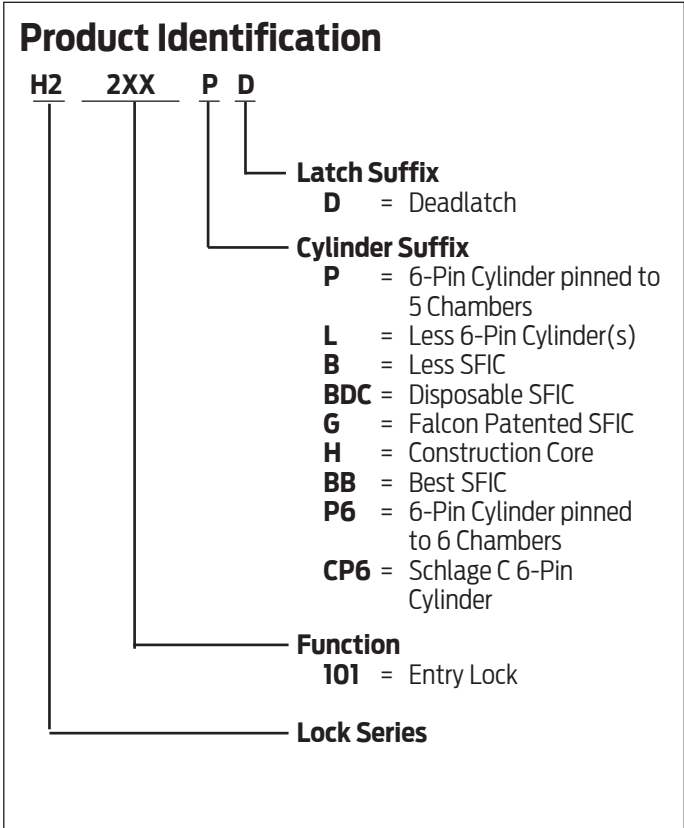 Product Identification
H2 2XX P D
Latch Suffix
D = Deadlatch
Cylinder Suffix
P = 6-Pin Cylinder pinned to
5 Chambers
L = Less 6-Pin Cylinder(s)
B = Less SFIC
BDC = Disposable SFIC
G = Falcon Patented SFIC
H = Construction Core
BB = Best SFIC
P6 = 6-Pin Cylinder pinned
to 6 Chambers
CP6 = Schlage C 6-Pin
Cylinder
Function
101 = Entry Lock
Lock Series